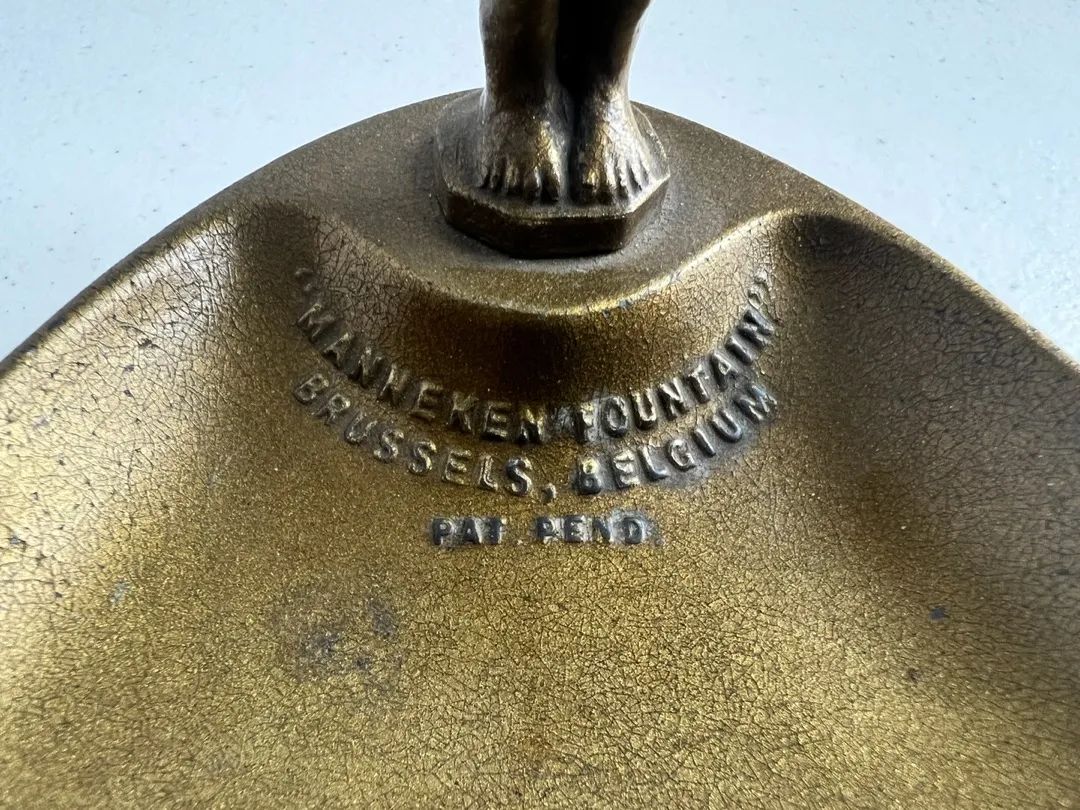 "MANNEKEN FOUNTAIN"
BRUSSELS, BELGIUM
PAT. PEND.